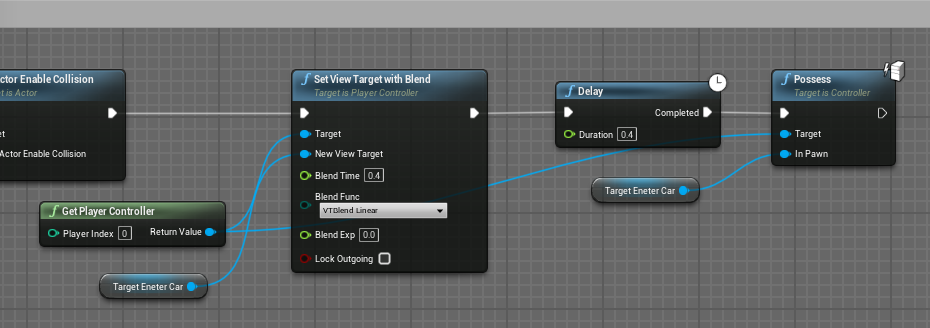 ctor Enable Collision
t is Actor
et
Actor Enable Collision
Get Player Controller
Player Index 0
Return Value
Target Eneter Car
Set View Target with Blend
Target is Player Controller
Target
New View Target
Blend Time 0.4
Blend Func
VTBlend Linear
Blend Exp 0.0
Lock Outgoing
Delay
Completed
Duration 0.4
Target Eneter Car
Possess
Target is Controller
Target
In Pawn